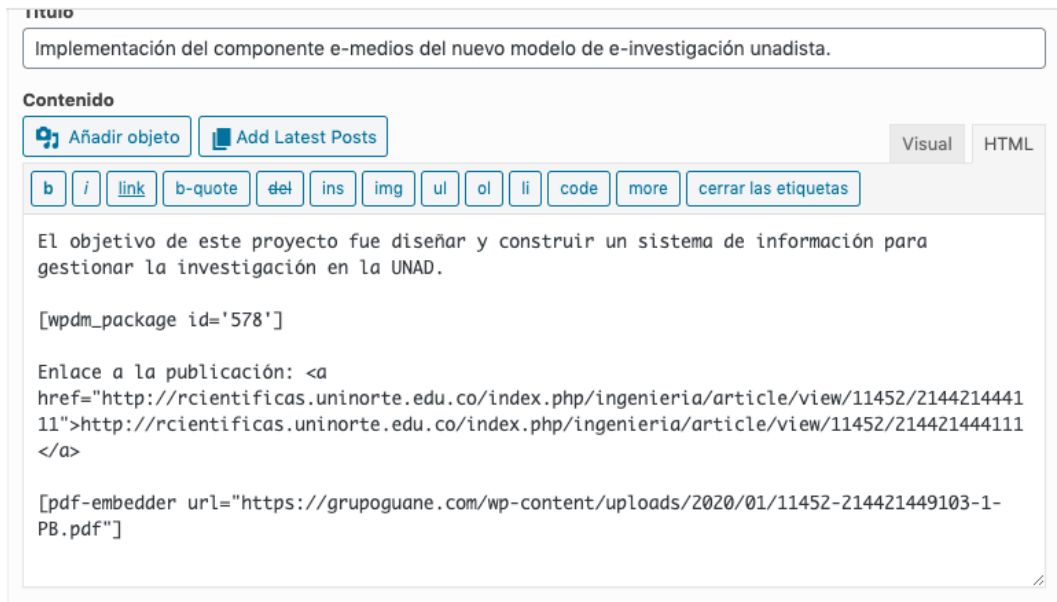 Título
Implementación del componente e-medios del nuevo modelo de e-investigación unadista.
Contenido
Añadir objeto Add Latest Posts Visual HTML
b i link b-quote del ins img ul ol li code more cerrar las etiquetas
El objetivo de este proyecto fue diseñar y construir un sistema de información para
gestionar la investigación en la UNAD.
[wpdm_package id='578']
Enlace a la publicación: <a
href="http://rcientificas.uninorte.edu.co/index.php/ingenieria/article/view/11452/2144214441
11">http://rcientificas.uninorte.edu.co/index.php/ingenieria/article/view/11452/214421444111
</a>
[pdf-embedder url="https://grupoguane.com/wp-content/uploads/2020/01/11452-214421449103-1-
PB.pdf"]